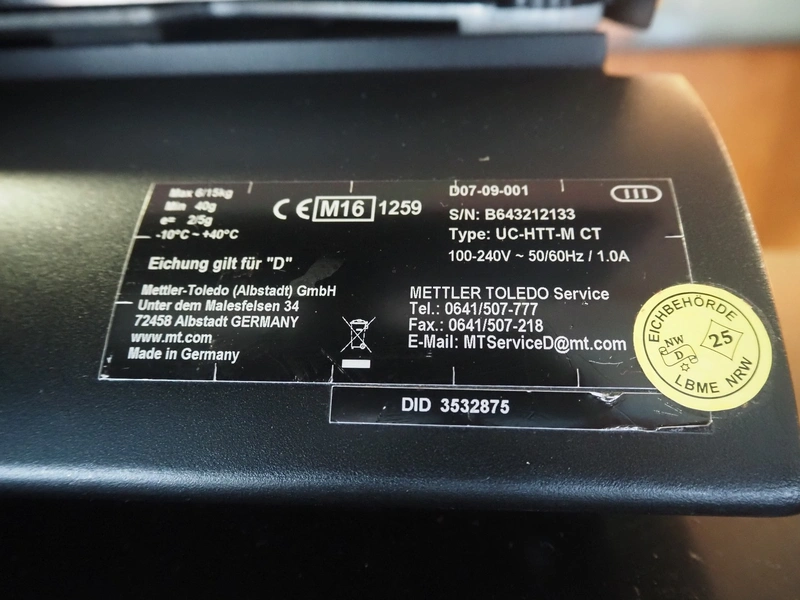 Max 6/15kg
Min 40g
e= 2/5g
-10°C ~ +40°C
CE M16 1259
D07-09-001
S/N: B643212133
Type: UC-HTT-M CT
100-240V ~ 50/60Hz / 1.0A
III
Eichung gilt für "D"
Mettler-Toledo (Albstadt) GmbH
Unter dem Malesfelsen 34
72458 Albstadt GERMANY
www.mt.com
Made in Germany
METTLER TOLEDO Service
Tel.: 0641/507-777
Fax.: 0641/507-218
E-Mail: MTServiceD@mt.com
DID 3532875
EICHBEHÖRDE
NW
D
25
LBME NRW